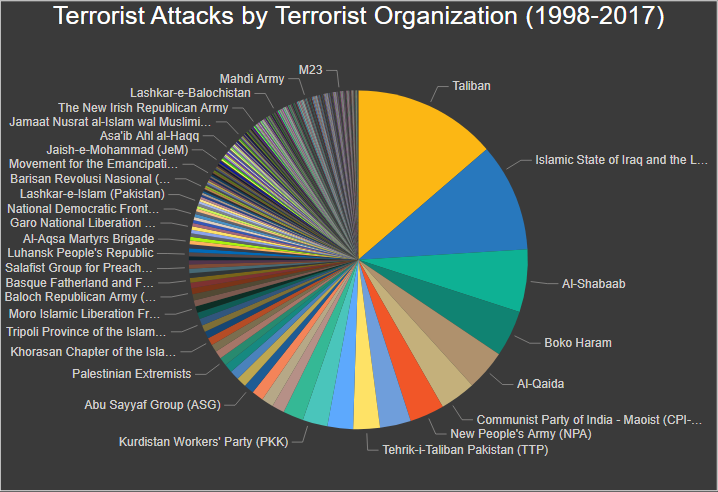 Terrorist Attacks by Terrorist Organization (1998-2017)
M23
Mahdi Army
Taliban
Lashkar-e-Balochistan
The New Irish Republican Army
Jamaat Nusrat al-Islam wal Muslimi...
Asa'ib Ahl al-Haqq
Jaish-e-Mohammad (JeM)
Islamic State of Iraq and the L...
Movement for the Emancipati...
Barisan Revolusi Nasional (...
Lashkar-e-Islam (Pakistan)
National Democratic Front...
Garo National Liberation ...
Al-Aqsa Martyrs Brigade
Luhansk People's Republic
Salafist Group for Preach...
Al-Shabaab
Basque Fatherland and F...
Baloch Republican Army (...
Moro Islamic Liberation Fr...
Tripoli Province of the Islam...
Boko Haram
Khorasan Chapter of the Isla...
Palestinian Extremists
Al-Qaida
Abu Sayyaf Group (ASG)
Communist Party of India - Maoist (CPI-...
New People's Army (NPA)
Kurdistan Workers' Party (PKK)
Tehrik-i-Taliban Pakistan (TTP)